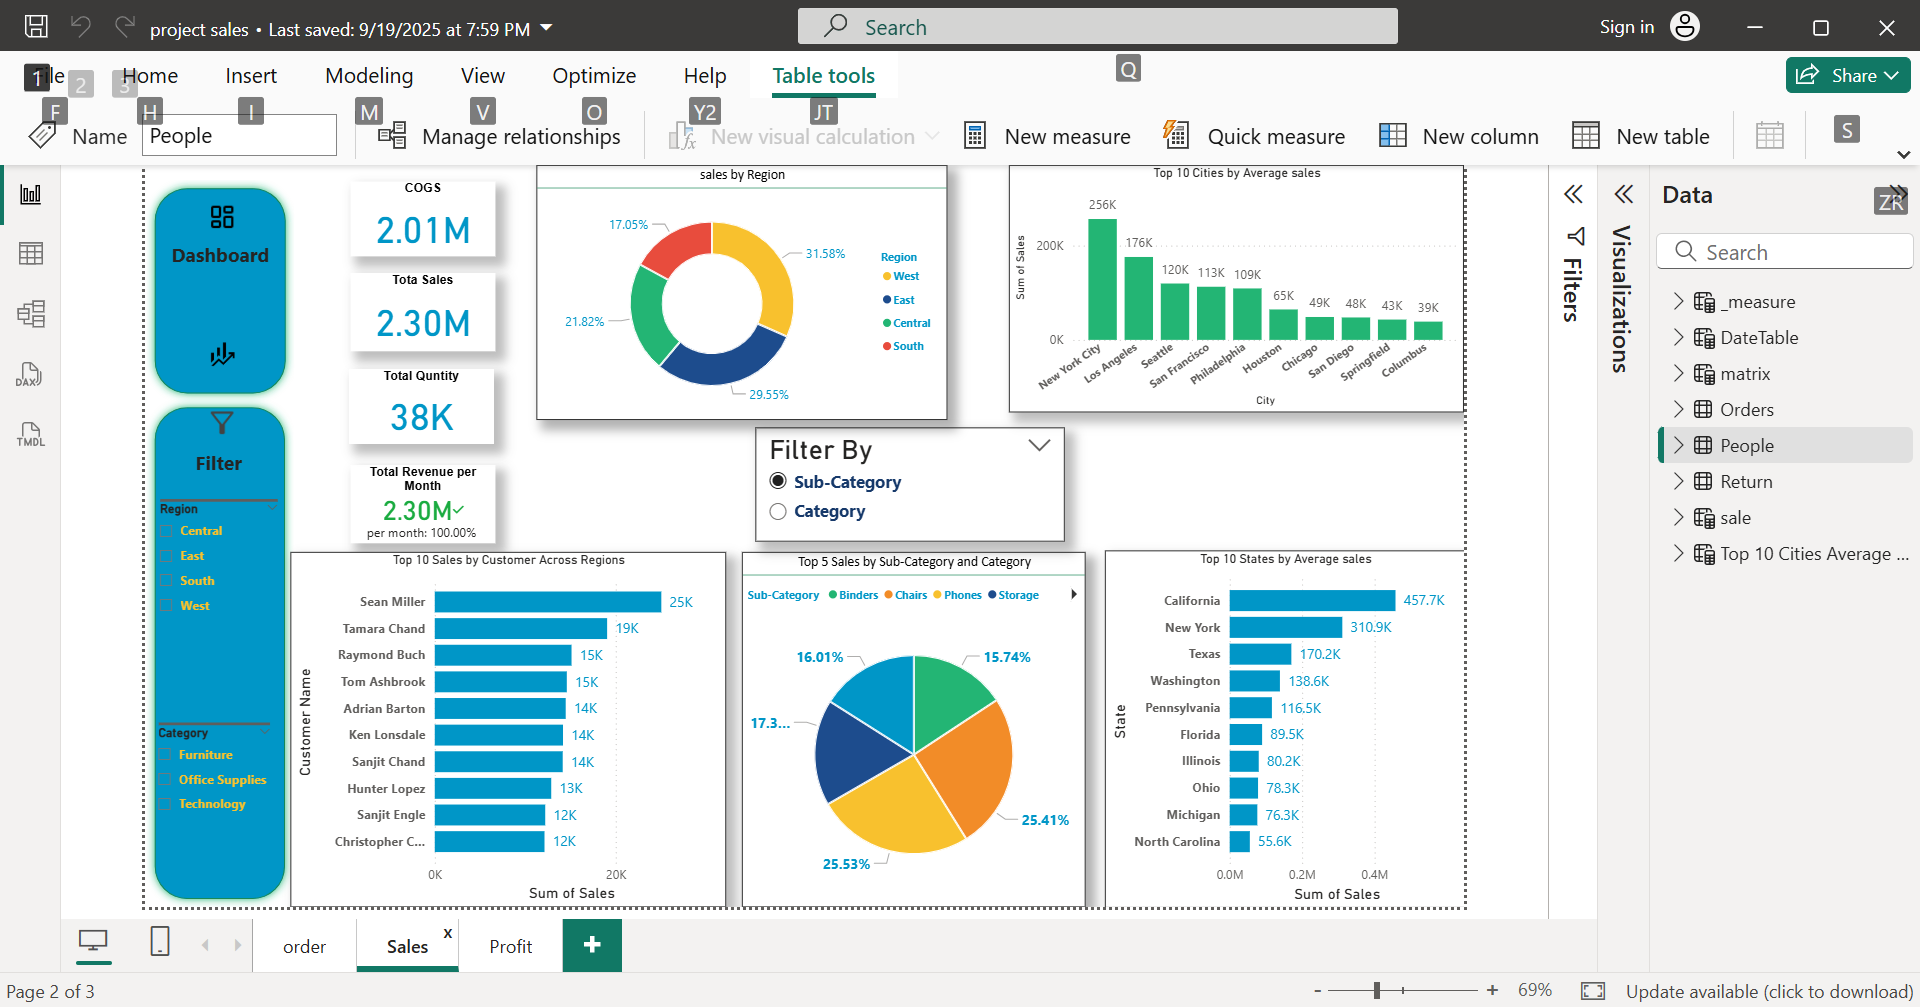 project sales • Last saved: 9/19/2025 at 7:59 PM
Search
Sign in
File
Home
Insert
Modeling
View
Optimize
Help
Table tools
Share
1
2
3
Q
F
H
I
M
V
O
Y2
JT
S
Name
People
Manage relationships
New visual calculation
New measure
Quick measure
New column
New table
DAX
TMDL
Dashboard
Filter
Region
Central
East
South
West
Category
Furniture
Office Supplies
Technology
COGS
2.01M
Tota Sales
2.30M
Total Quntity
38K
Total Revenue per
Month
2.30M
per month: 100.00%
sales by Region
17.05%
31.58%
21.82%
29.55%
Region
West
East
Central
South
Top 10 Cities by Average sales
Sum of Sales
200K
0K
256K
176K
120K
113K
109K
65K
49K
48K
43K
39K
New York City
Los Angeles
Seattle
San Francisco
Philadelphia
Houston
Chicago
San Diego
Springfield
Columbus
City
Filter By
Sub-Category
Category
Top 10 Sales by Customer Across Regions
Customer Name
Sean Miller 25K
Tamara Chand 19K
Raymond Buch 15K
Tom Ashbrook 15K
Adrian Barton 14K
Ken Lonsdale 14K
Sanjit Chand 14K
Hunter Lopez 13K
Sanjit Engle 12K
Christopher C... 12K
0K 20K
Sum of Sales
Top 5 Sales by Sub-Category and Category
Sub-Category Binders Chairs Phones Storage
16.01%
15.74%
17.3...
25.41%
25.53%
Top 10 States by Average sales
State
California 457.7K
New York 310.9K
Texas 170.2K
Washington 138.6K
Pennsylvania 116.5K
Florida 89.5K
Illinois 80.2K
Ohio 78.3K
Michigan 76.3K
North Carolina 55.6K
0.0M 0.2M 0.4M
Sum of Sales
Filters
Visualizations
Data
ZR
Search
_measure
DateTable
matrix
Orders
People
Return
sale
Top 10 Cities Average ...
order
Sales
x
Profit
+
Page 2 of 3
- + 69%
Update available (click to download)